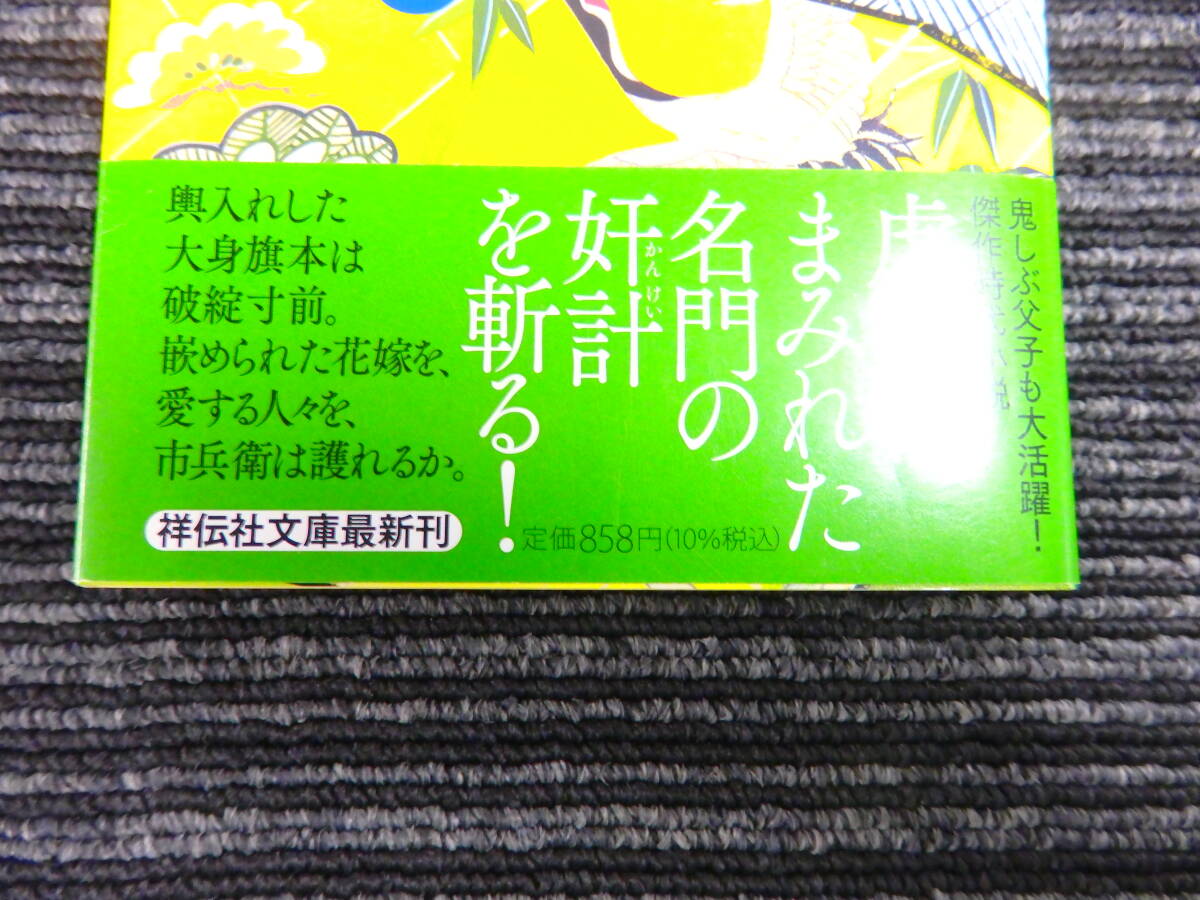 鬼しぶ父子も大活躍!
傑作時代小説
虚
まみれた
名門の
奸計
かんけい
を斬る!
輿入れした
大身旗本は
破綻寸前。
嵌められた花嫁を、
愛する人々を、
市兵衛は護れるか。
祥伝社文庫最新刊
定価858円(10%税込)